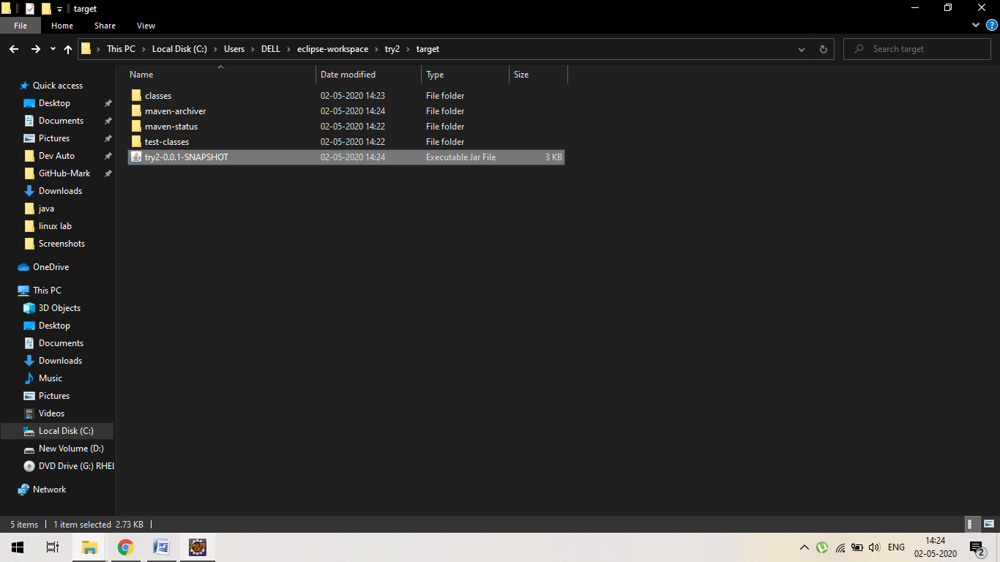 target
File Home Share View
This PC Local Disk (C:) Users DELL eclipse-workspace try2 target
Search target
Name Date modified Type Size
classes 02-05-2020 14:23 File folder
maven-archiver 02-05-2020 14:24 File folder
maven-status 02-05-2020 14:22 File folder
test-classes 02-05-2020 14:22 File folder
try2-0.0.1-SNAPSHOT 02-05-2020 14:24 Executable Jar File 3 KB
Quick access
Desktop
Documents
Pictures
Dev Auto
GitHub-Mark
Downloads
java
linux lab
Screenshots
OneDrive
This PC
3D Objects
Desktop
Documents
Downloads
Music
Pictures
Videos
Local Disk (C:)
New Volume (D:)
DVD Drive (G:) RHEL
Network
5 items 1 item selected 2.73 KB
ENG
14:24
02-05-2020
2